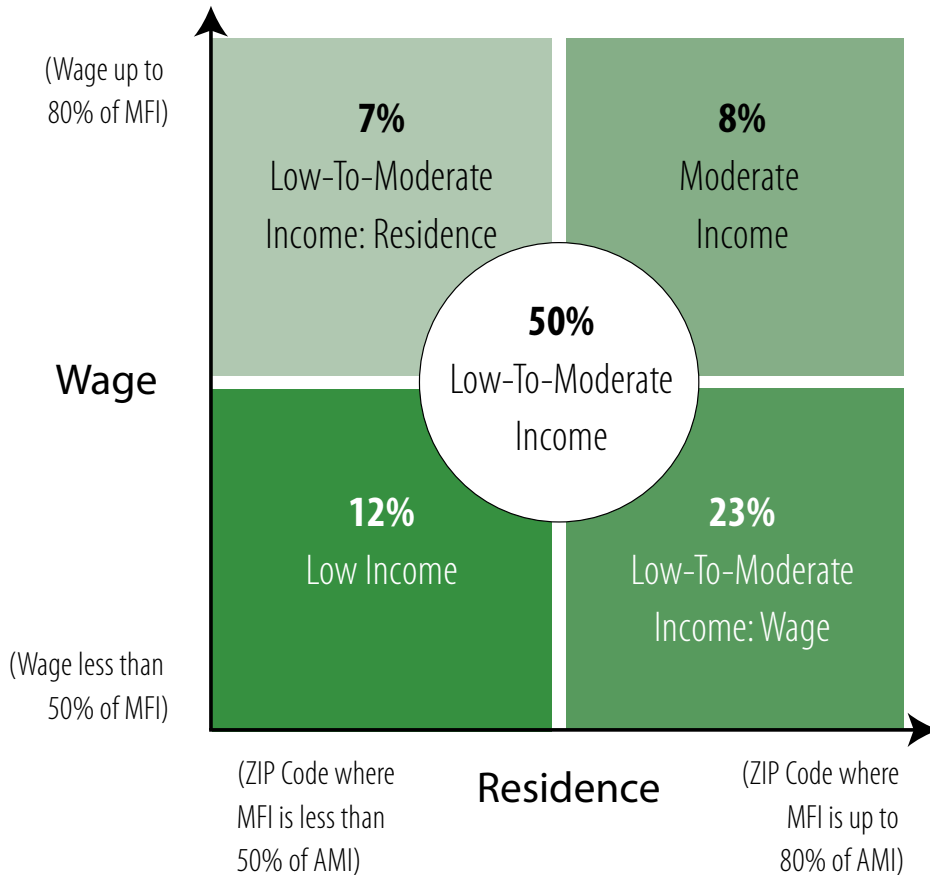 (Wage up to
80% of MFI)
7%
Low-To-Moderate
Income: Residence
8%
Moderate
Income
Wage
50%
Low-To-Moderate
Income
12%
Low Income
23%
Low-To-Moderate
Income: Wage
(Wage less than
50% of MFI)
(ZIP Code where
MFI is less than
50% of AMI)
Residence
(ZIP Code where
MFI is up to
80% of AMI)